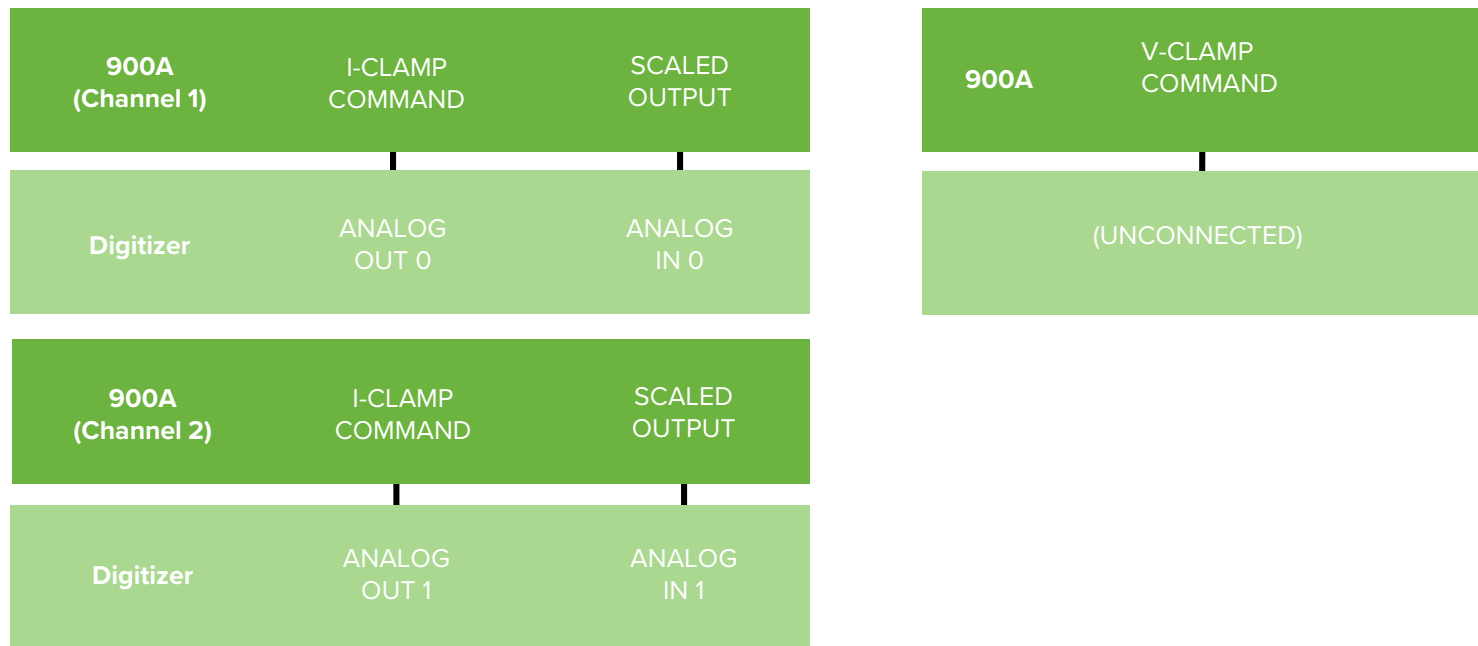 900A
(Channel 1)
I-CLAMP
COMMAND
SCALED
OUTPUT
Digitizer
ANALOG
OUT 0
ANALOG
IN 0
900A
(Channel 2)
I-CLAMP
COMMAND
SCALED
OUTPUT
Digitizer
ANALOG
OUT 1
ANALOG
IN 1
900A
V-CLAMP
COMMAND
(UNCONNECTED)